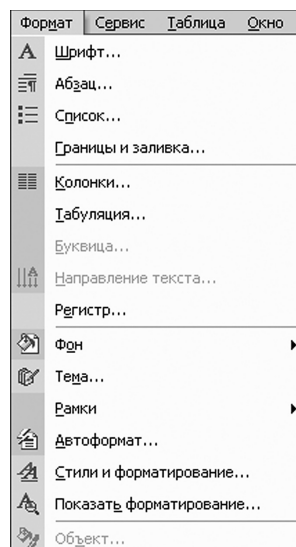 Формат Сервис Таблица Окно
Шрифт...
Абзац...
Список...
Границы и заливка...
Колонки...
Табуляция...
Буквица...
Направление текста...
Регистр...
Фон
Тема...
Рамки
Автоформат...
Стили и форматирование...
Показать форматирование...
Объект...